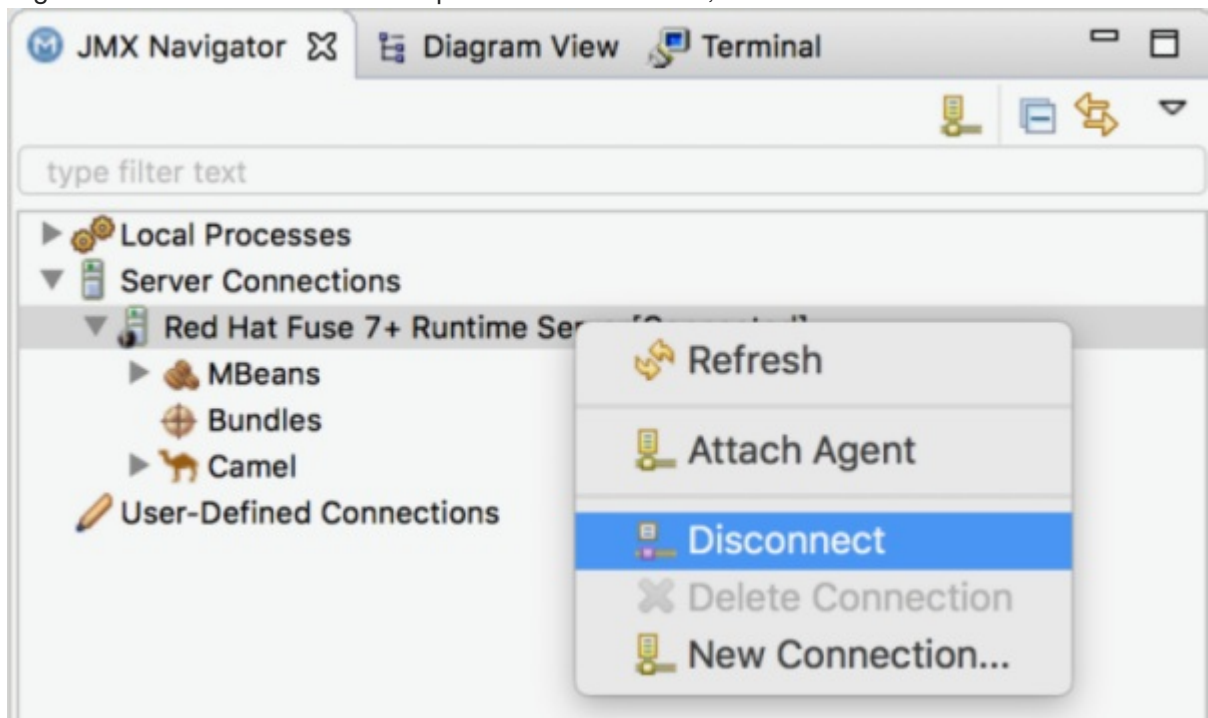 JMX Navigator Diagram View Terminal
type filter text
Local Processes
Server Connections
Red Hat Fuse 7+ Runtime
Refresh
MBeans
Bundles
Attach Agent
Camel
User-Defined Connections
Disconnect
Delete Connection
New Connection...